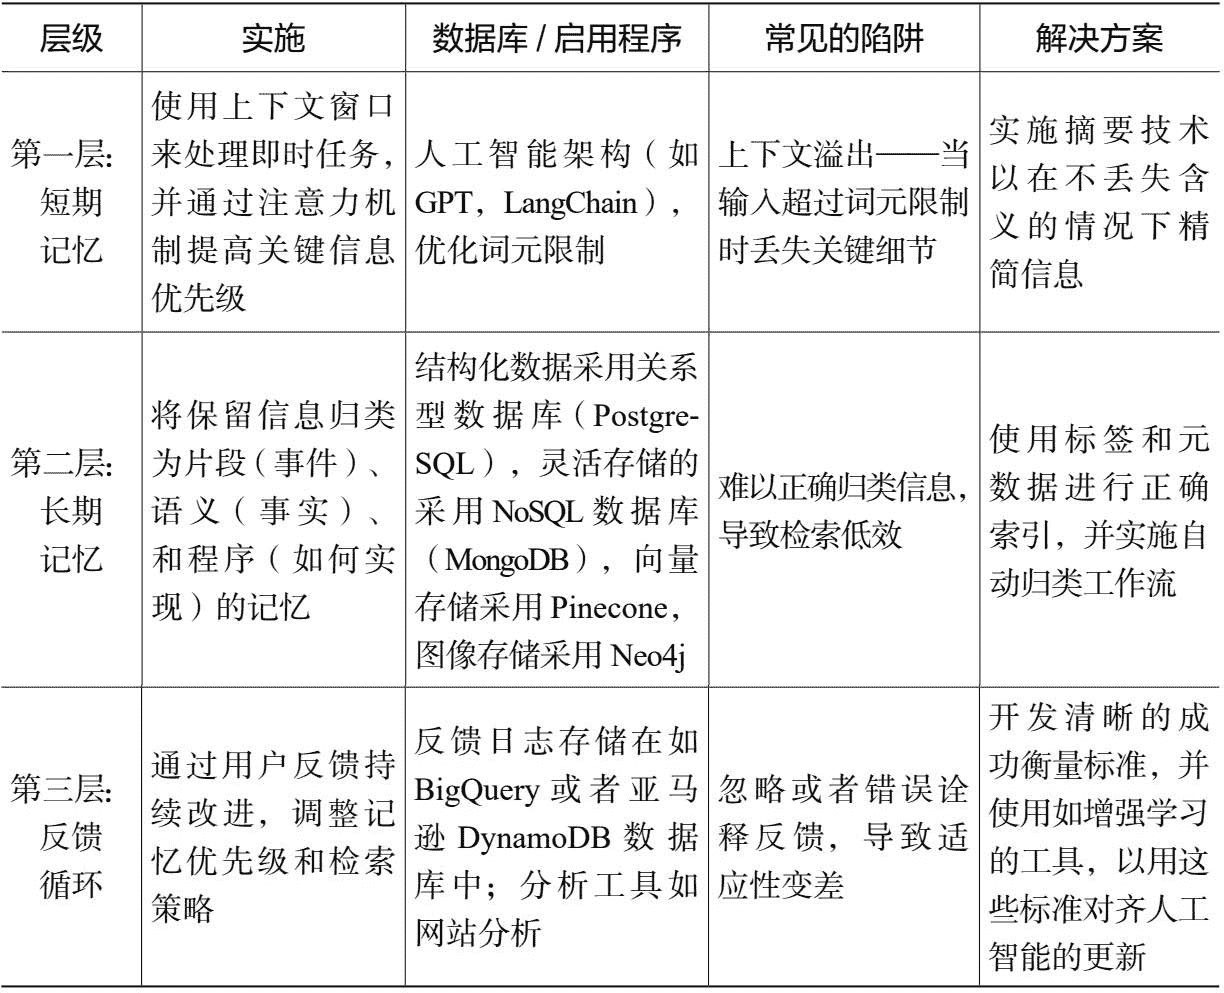 层级
实施
数据库 / 启用程序
常见的陷阱
解决方案
第一层：
短期
记忆
使用上下文窗口
来处理即时任务，
并通过注意力机
制提高关键信息
优先级
人工智能架构（如
GPT，LangChain），
优化词元限制
上下文溢出——当
输入超过词元限制
时丢失关键细节
实施摘要技术
以在不丢失含
义的情况下精
简信息
第二层：
长期
记忆
将保留信息归类
为片段（事件）、
语义（事实）、
和程序（如何实
现）的记忆
结构化数据采用关系
型数据库（Postgre-
SQL），灵活存储的
采用 NoSQL 数据库
（MongoDB），向量
存储采用 Pinecone，
图像存储采用 Neo4j
难以正确归类信息，
导致检索低效
使用标签和元
数据进行正确
索引，并实施自
动归类工作流
第三层：
反馈
循环
通过用户反馈持
续改进，调整记
忆优先级和检索
策略
反馈日志存储在如
BigQuery 或者亚马
逊 DynamoDB 数据
库中；分析工具如
网站分析
忽略或者错误诠
释反馈，导致适
应性变差
开发清晰的成
功衡量标准，并
使用如增强学习
的工具，以用这
些标准对齐人工
智能的更新